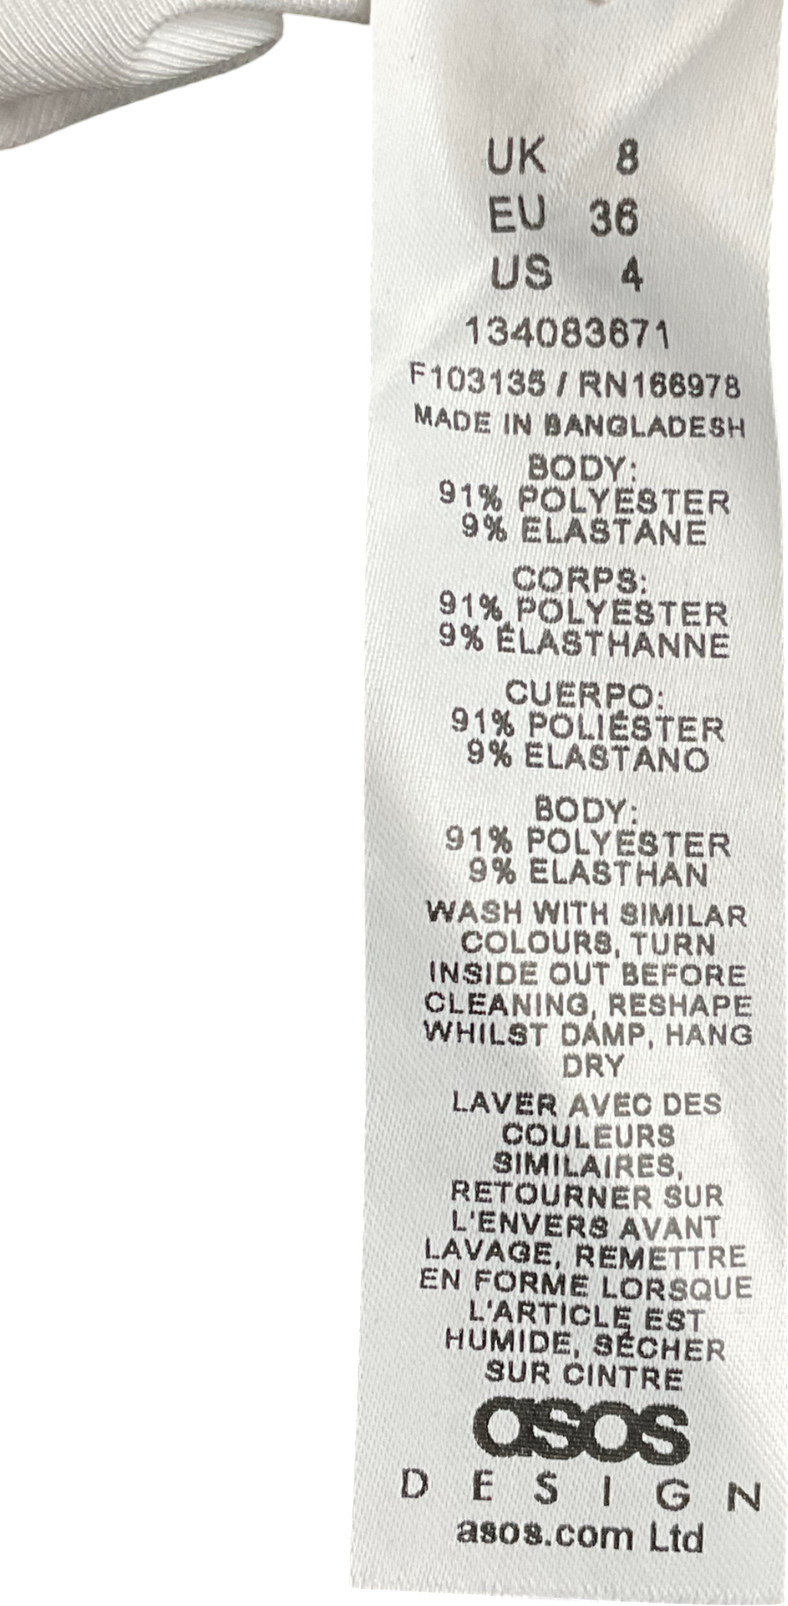 UK 8
EU 36
US 4
134083671
F103135 / RN166978
MADE IN BANGLADESH
BODY:
91% POLYESTER
9% ELASTANE
CORPS:
91% POLYESTER
9% ÉLASTHANNE
CUERPO:
91% POLIÉSTER
9% ELASTANO
BODY:
91% POLYESTER
9% ELASTHAN
WASH WITH SIMILAR
COLOURS, TURN
INSIDE OUT BEFORE
CLEANING, RESHAPE
WHILST DAMP, HANG
DRY
LAVER AVEC DES
COULEURS
SIMILAIRES,
RETOURNER SUR
L'ENVERS AVANT
LAVAGE, REMETTRE
EN FORME LORSQUE
L'ARTICLE EST
HUMIDE, SÉCHER
SUR CINTRE
asos
DESIGN
asos.com Ltd